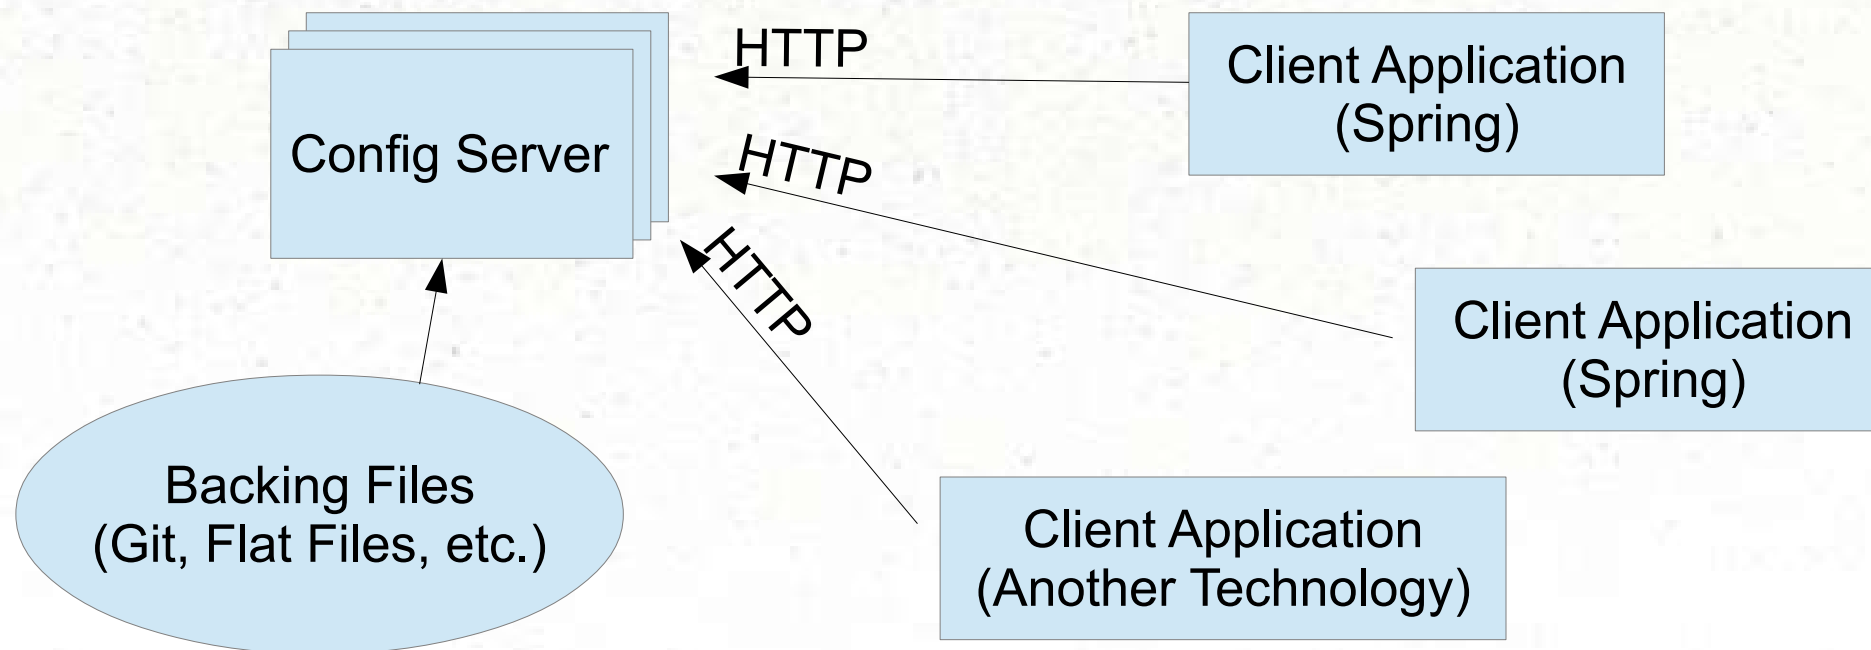 HTTP
Client Application
(Spring)
Config Server
HTTP
HTTP
Client Application
(Spring)
Backing Files
(Git, Flat Files, etc.)
Client Application
(Another Technology)